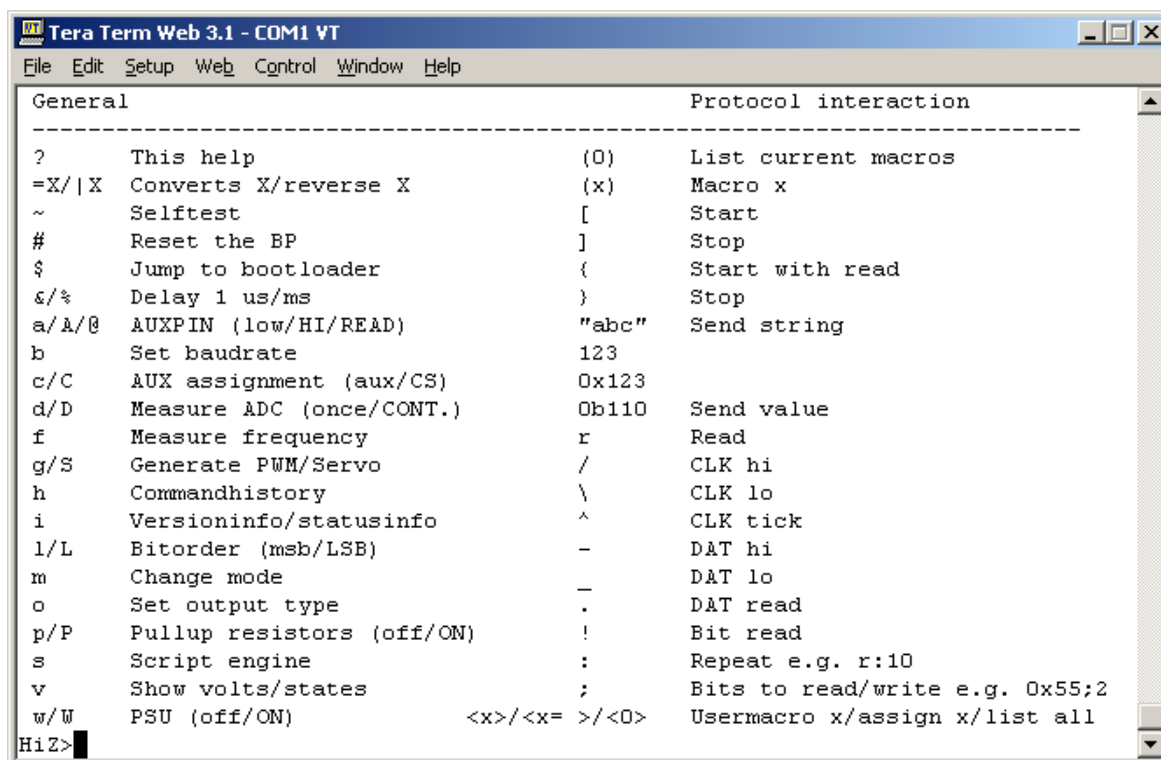 Tera Term Web 3.1 - COM1 VT
File Edit Setup Web Control Window Help
General Protocol interaction
---------------------------------------------------------------------------
? This help (0) List current macros
=X/|X Converts X/reverse X (x) Macro x
~ Selftest [ Start
# Reset the BP ] Stop
$ Jump to bootloader { Start with read
&/% Delay 1 us/ms } Stop
a/A/@ AUXPIN (low/HI/READ) "abc" Send string
b Set baudrate 123
c/C AUX assignment (aux/CS) 0x123
d/D Measure ADC (once/CONT.) 0b110 Send value
f Measure frequency r Read
g/S Generate PWM/Servo / CLK hi
h Commandhistory \ CLK lo
i Versioninfo/statusinfo ^ CLK tick
l/L Bitorder (msb/LSB) - DAT hi
m Change mode _ DAT lo
o Set output type . DAT read
p/P Pullup resistors (off/ON) ! Bit read
s Script engine : Repeat e.g. r:10
v Show volts/states ; Bits to read/write e.g. 0x55;2
w/W PSU (off/ON) <x>/<x= >/<0> Usermacro x/assign x/list all
HiZ>